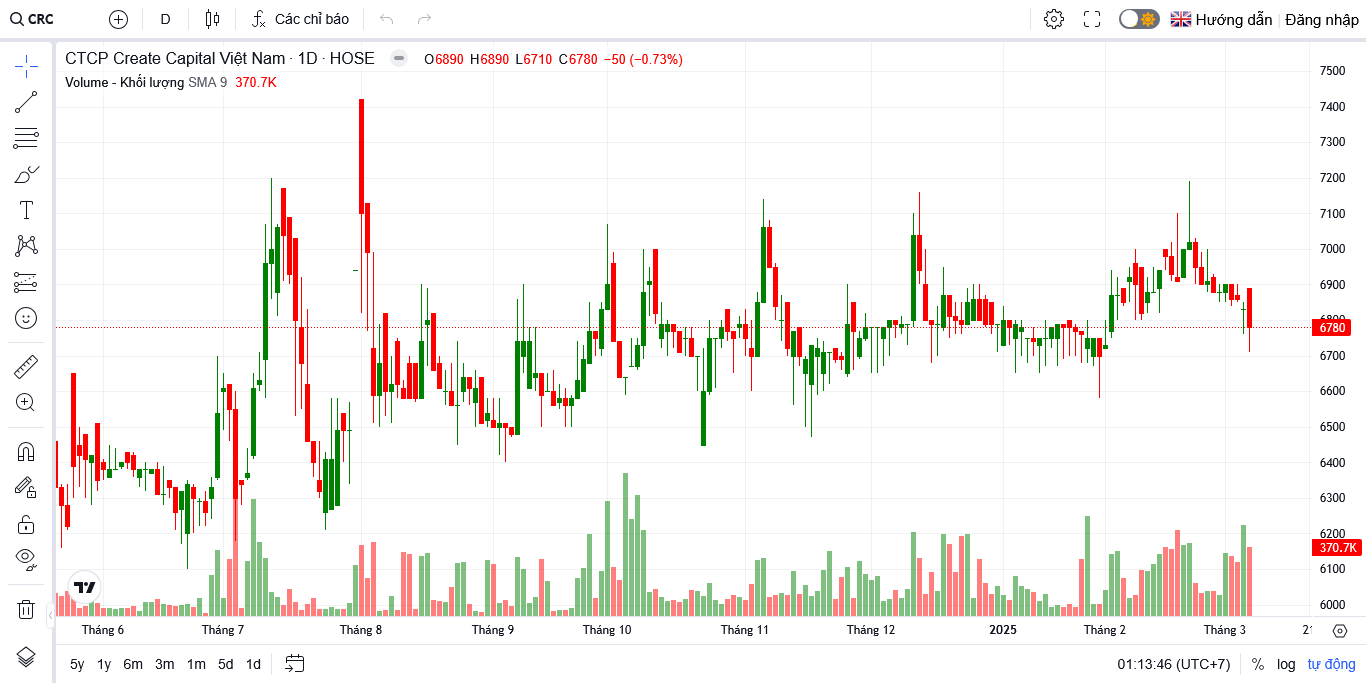 CRC D Các chỉ báo Hướng dẫn Đăng nhập
CTCP Create Capital Việt Nam · 1D · HOSE O6890 H6890 L6710 C6780 −50 (−0.73%)
Volume - Khối lượng SMA 9 370.7K
7500
7400
7300
7200
7100
7000
6900
6800
6780
6700
6600
6500
6400
6300
6200
370.7K
6100
6000
Tháng 6 Tháng 7 Tháng 8 Tháng 9 Tháng 10 Tháng 11 Tháng 12 2025 Tháng 2 Tháng 3 21
5y 1y 6m 3m 1m 5d 1d 01:13:46 (UTC+7) % log tự động